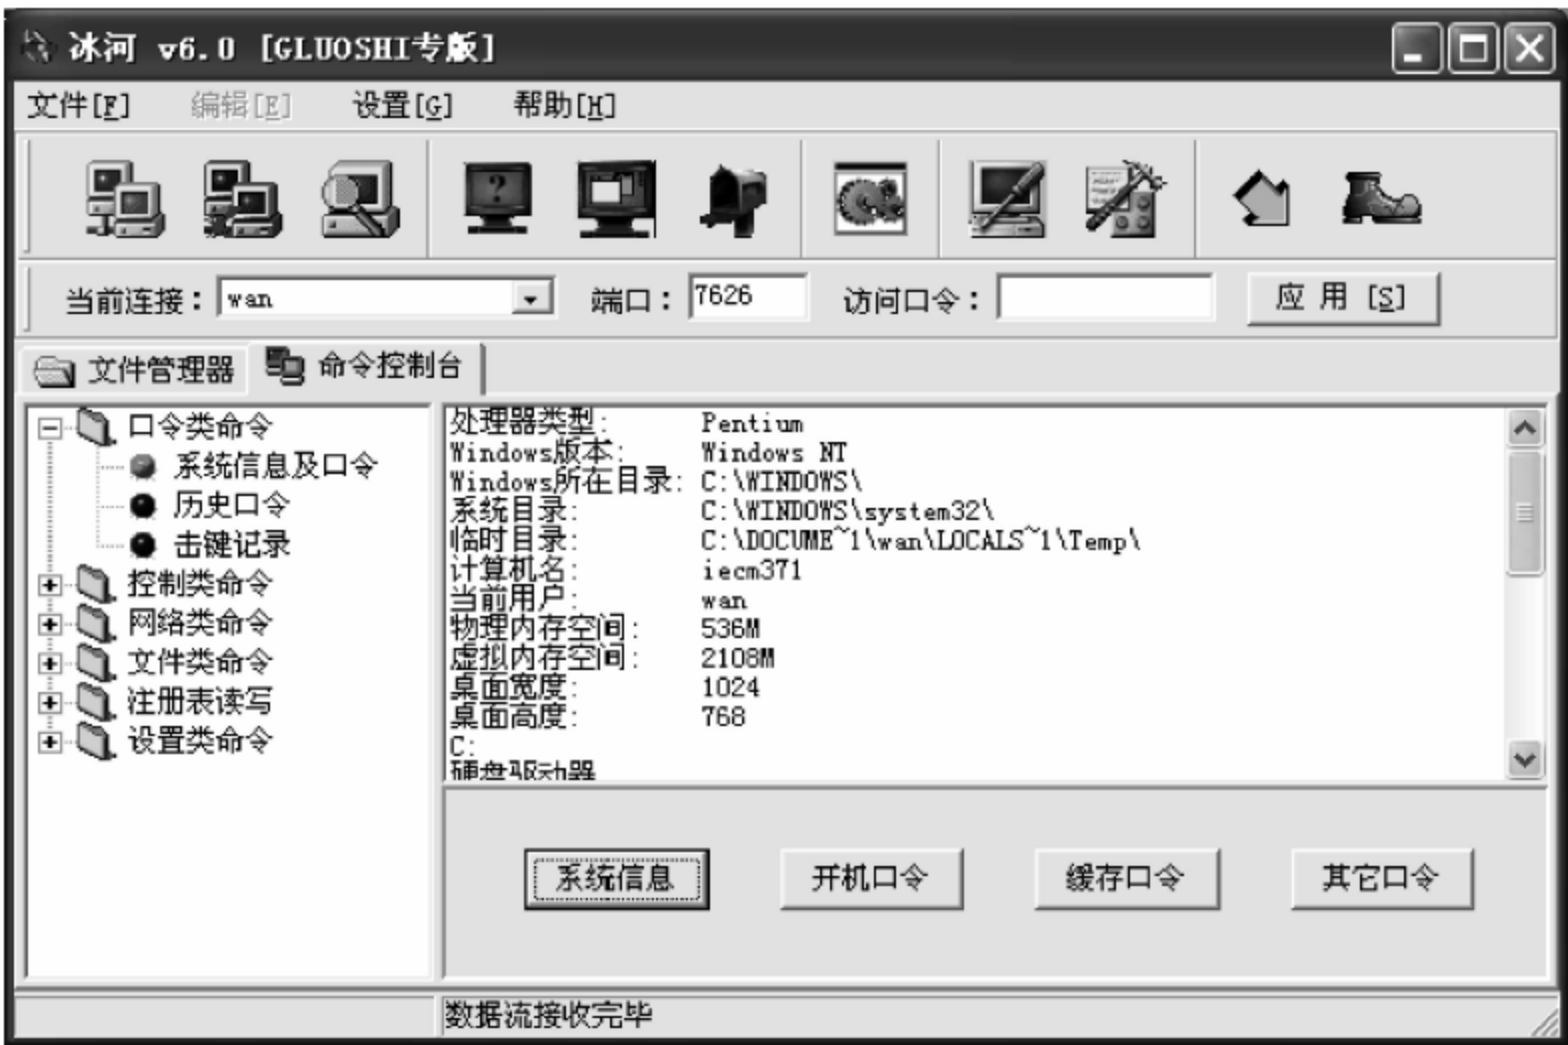 冰河 v6.0 [GLUOSHI专版]
文件[F] 编辑[E] 设置[G] 帮助[H]
当前连接： wan 端口： 7626 访问口令： 应 用 [S]
文件管理器 命令控制台
口令类命令
系统信息及口令
历史口令
击键记录
控制类命令
网络类命令
文件类命令
注册表读写
设置类命令
处理器类型: Pentium
Windows版本: Windows NT
Windows所在目录: C:\WINDOWS\
系统目录: C:\WINDOWS\system32\
临时目录: C:\DOCUME~1\wan\LOCALS~1\Temp\
计算机名: iecm371
当前用户: wan
物理内存空间: 536M
虚拟内存空间: 2108M
桌面宽度: 1024
桌面高度: 768
C:
硬盘驱动器
系统信息 开机口令 缓存口令 其它口令
数据流接收完毕